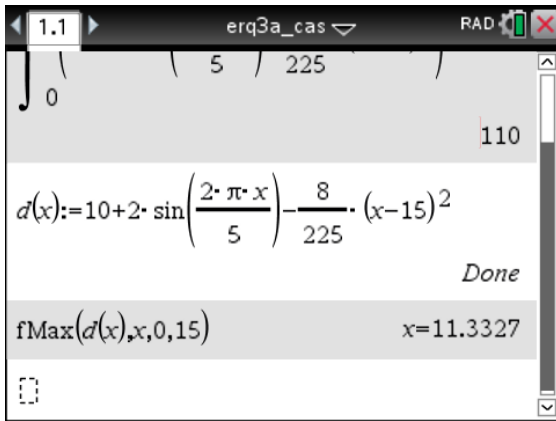 1.1 erq3a_cas RAD
∫ 0 ( ( 5 ) 225 )
110
d(x):=10+2· sin(2· π· x/5)−8/225· (x−15)^2
Done
fMax(d(x),x,0,15) x=11.3327